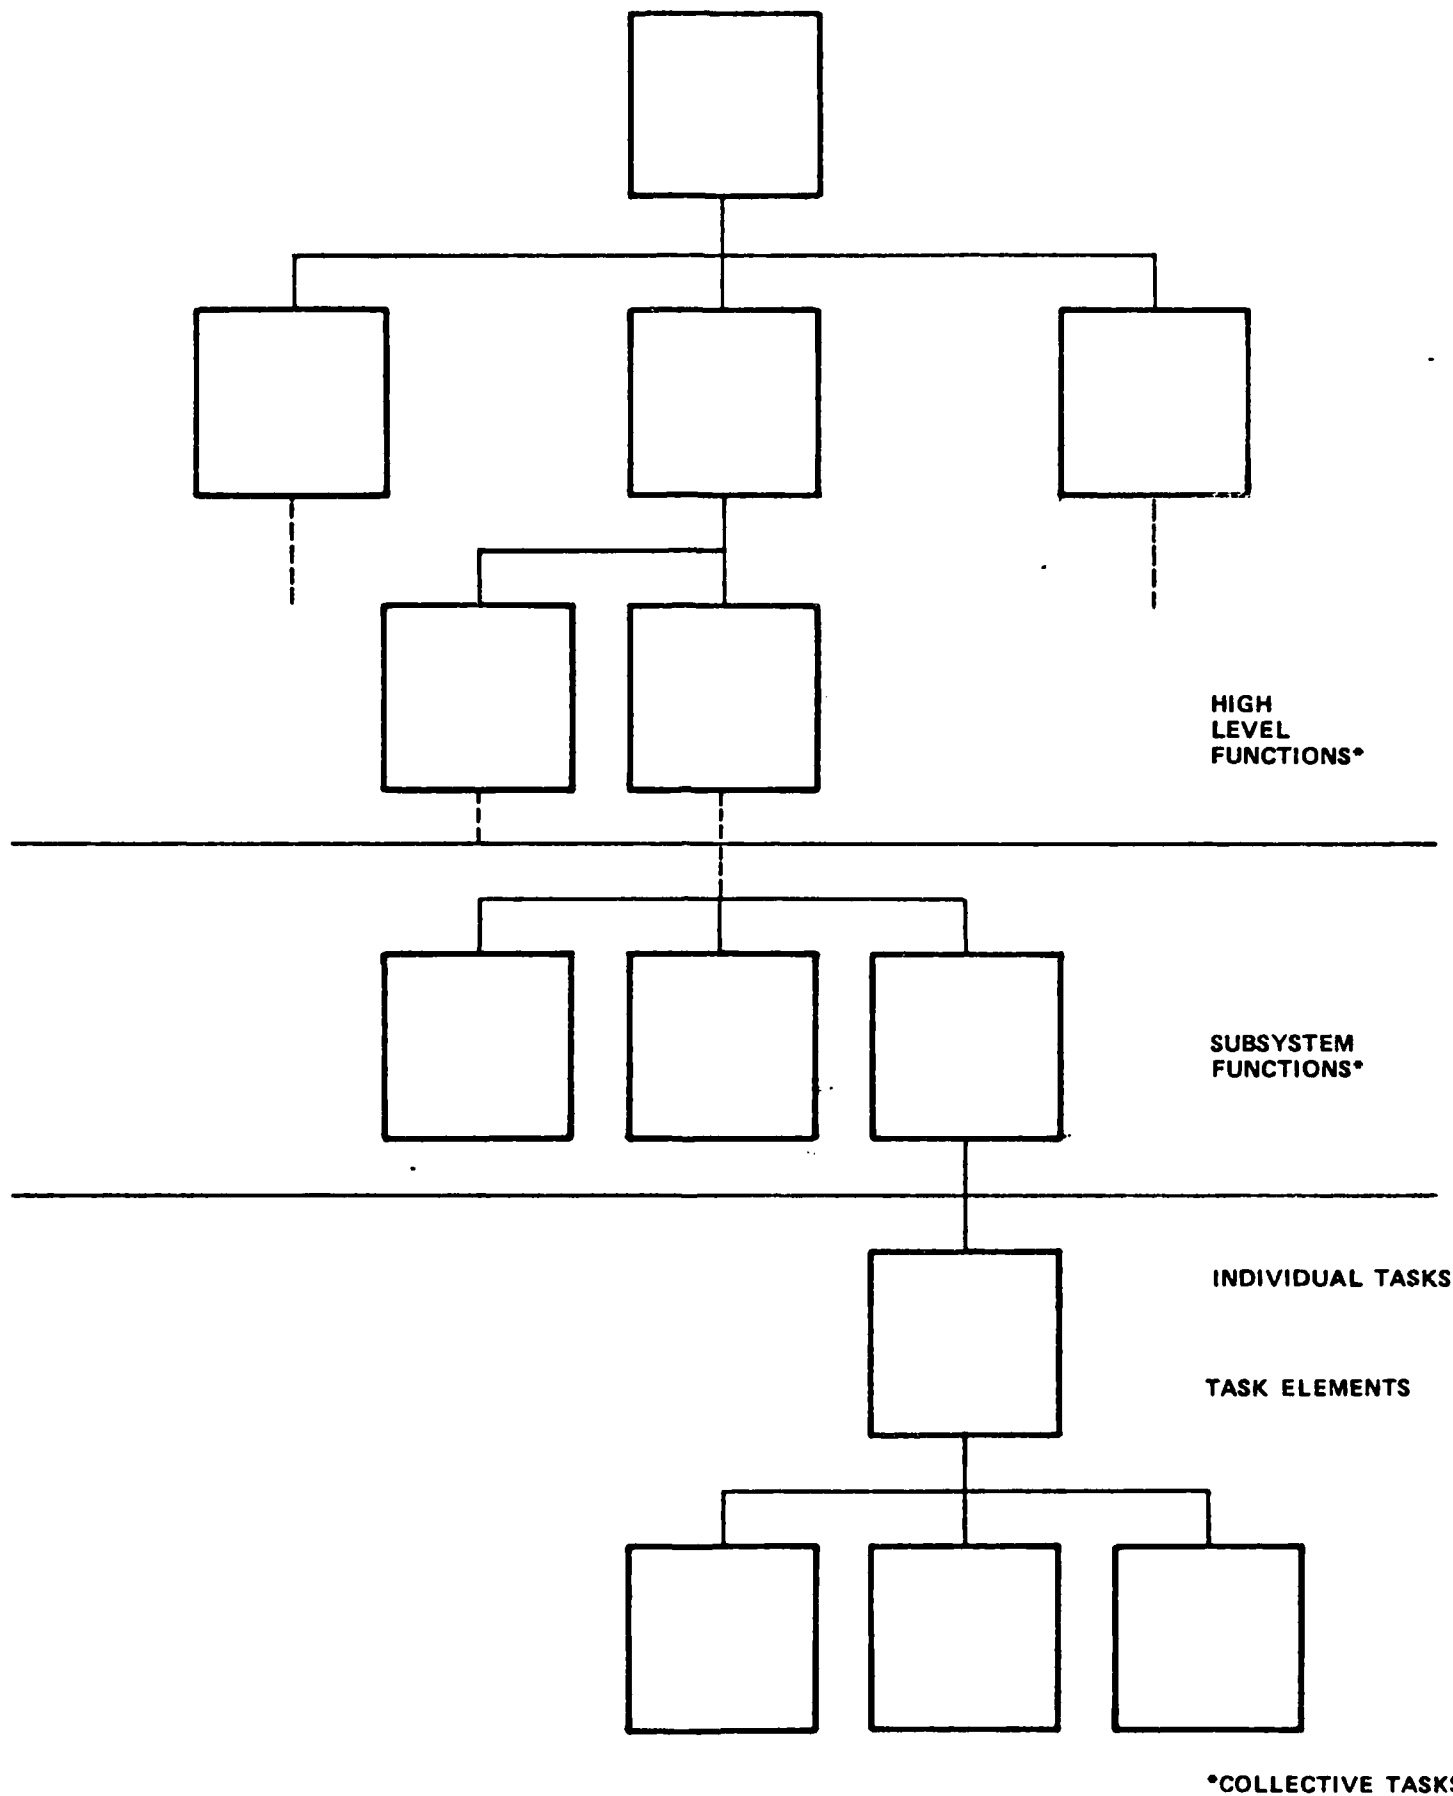 HIGH
LEVEL
FUNCTIONS*
SUBSYSTEM
FUNCTIONS*
INDIVIDUAL TASKS
TASK ELEMENTS
*COLLECTIVE TASKS